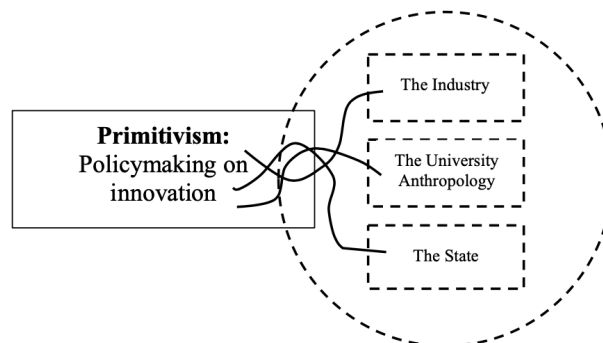 Primitivism:
Policymaking on
innovation
The Industry
The University
Anthropology
The State